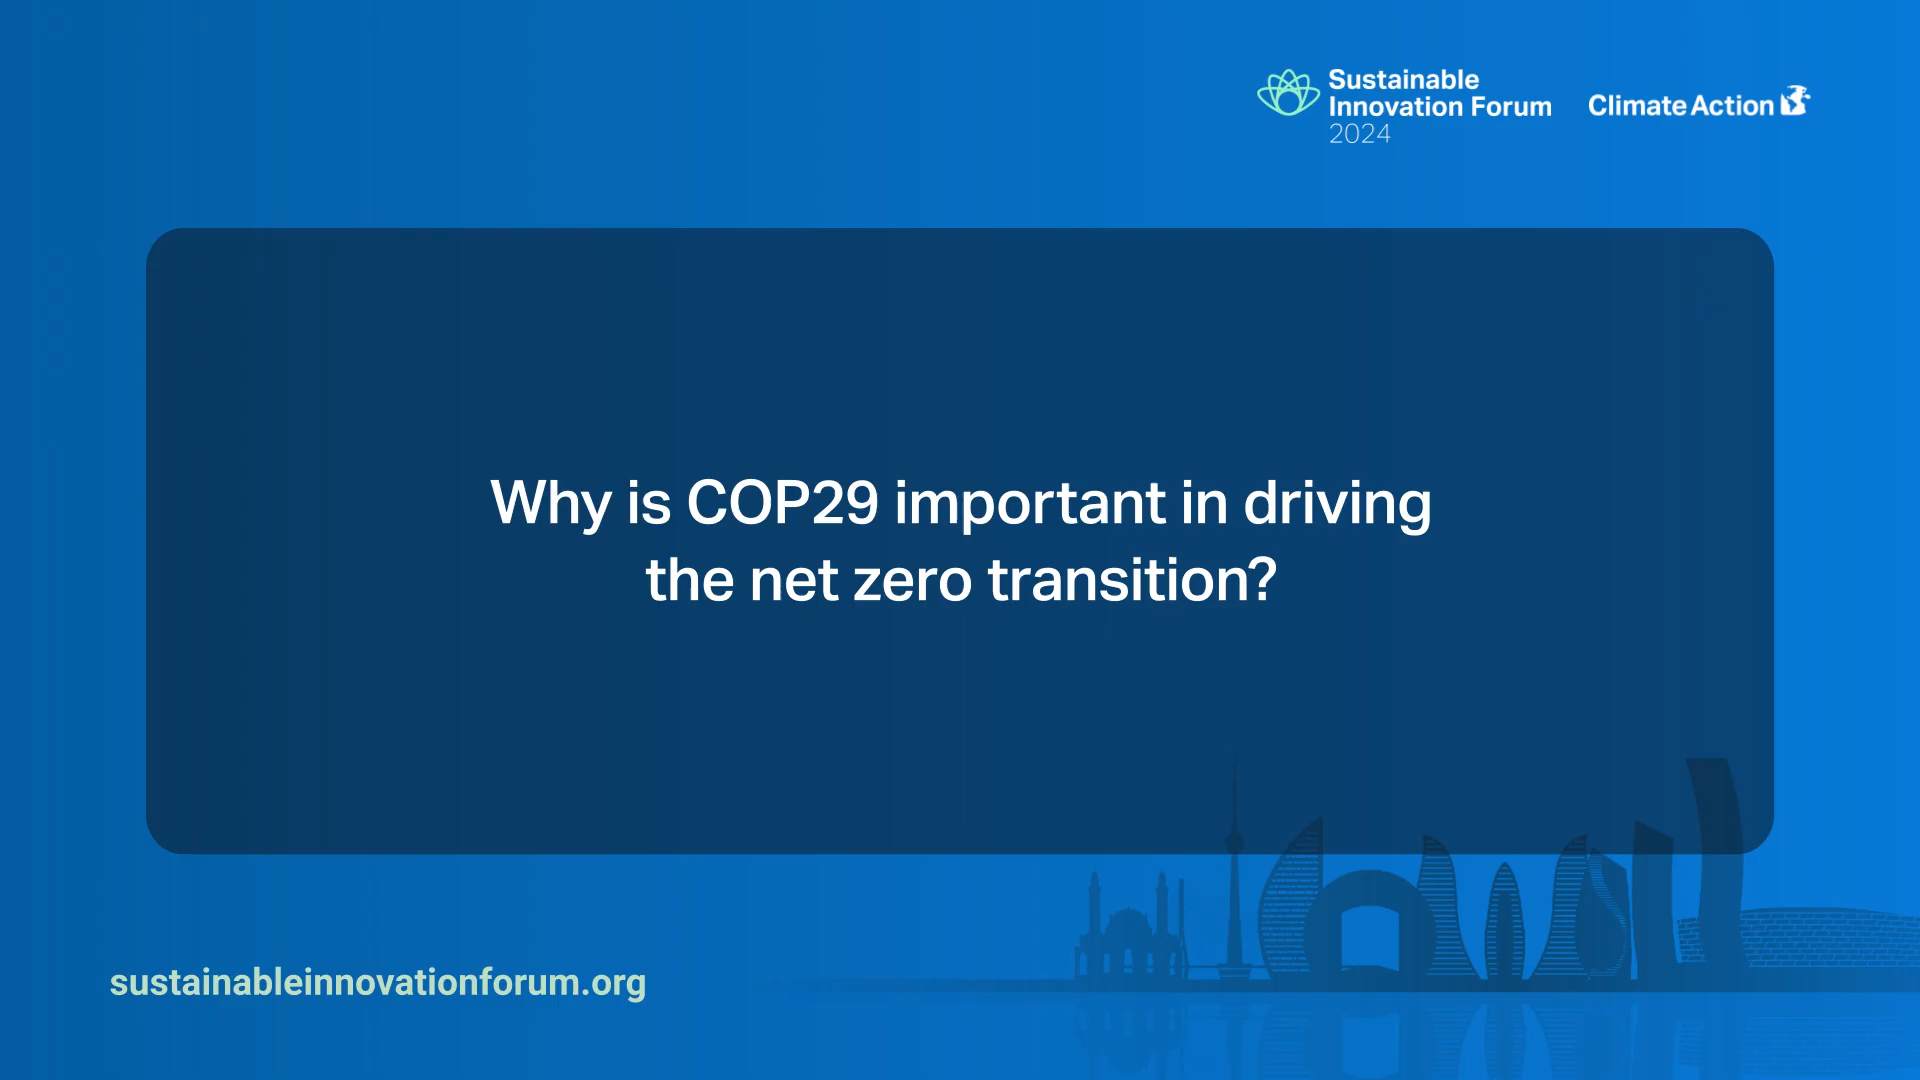 Sustainable
Innovation Forum
2024
Climate Action
Why is COP29 important in driving
the net zero transition?
sustainableinnovationforum.org